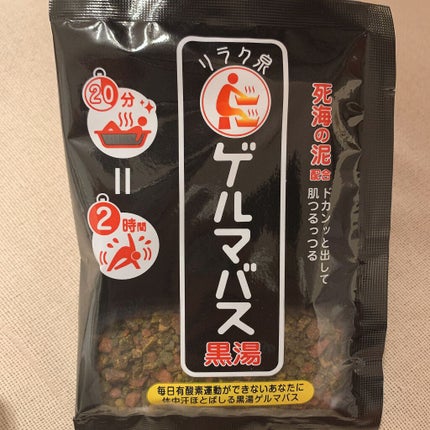 リラク泉
ゲルマバス
黒湯
死海の泥
配合
ドカンッと出して
肌つるっつる
20分
=
2時間
毎日有酸素運動ができないあなたに
体中汗ほとばしる黒湯ゲルマバス